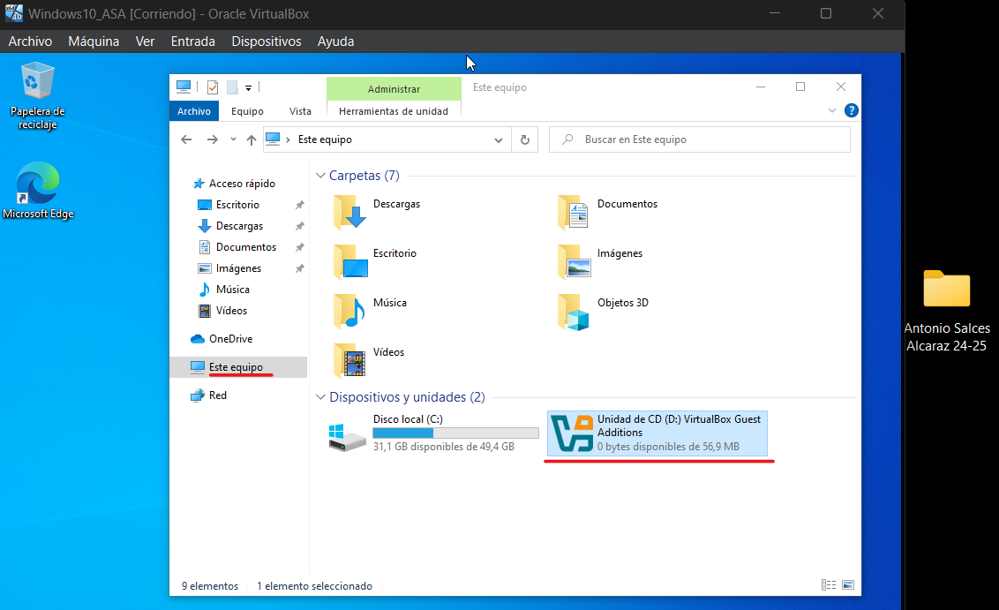 Windows10_ASA [Corriendo] - Oracle VirtualBox
Archivo Máquina Ver Entrada Dispositivos Ayuda
Papelera de
reciclaje
Microsoft Edge
Administrar
Este equipo
Archivo Equipo Vista Herramientas de unidad
?
Este equipo
Buscar en Este equipo
Acceso rápido
Escritorio
Descargas
Documentos
Imágenes
Música
Vídeos
OneDrive
Este equipo
Red
Carpetas (7)
Descargas
Documentos
Escritorio
Imágenes
Música
Objetos 3D
Vídeos
Dispositivos y unidades (2)
Disco local (C:)
31,1 GB disponibles de 49,4 GB
Unidad de CD (D:) VirtualBox Guest
Additions
0 bytes disponibles de 56,9 MB
9 elementos 1 elemento seleccionado
Antonio Salces
Alcaraz 24-25